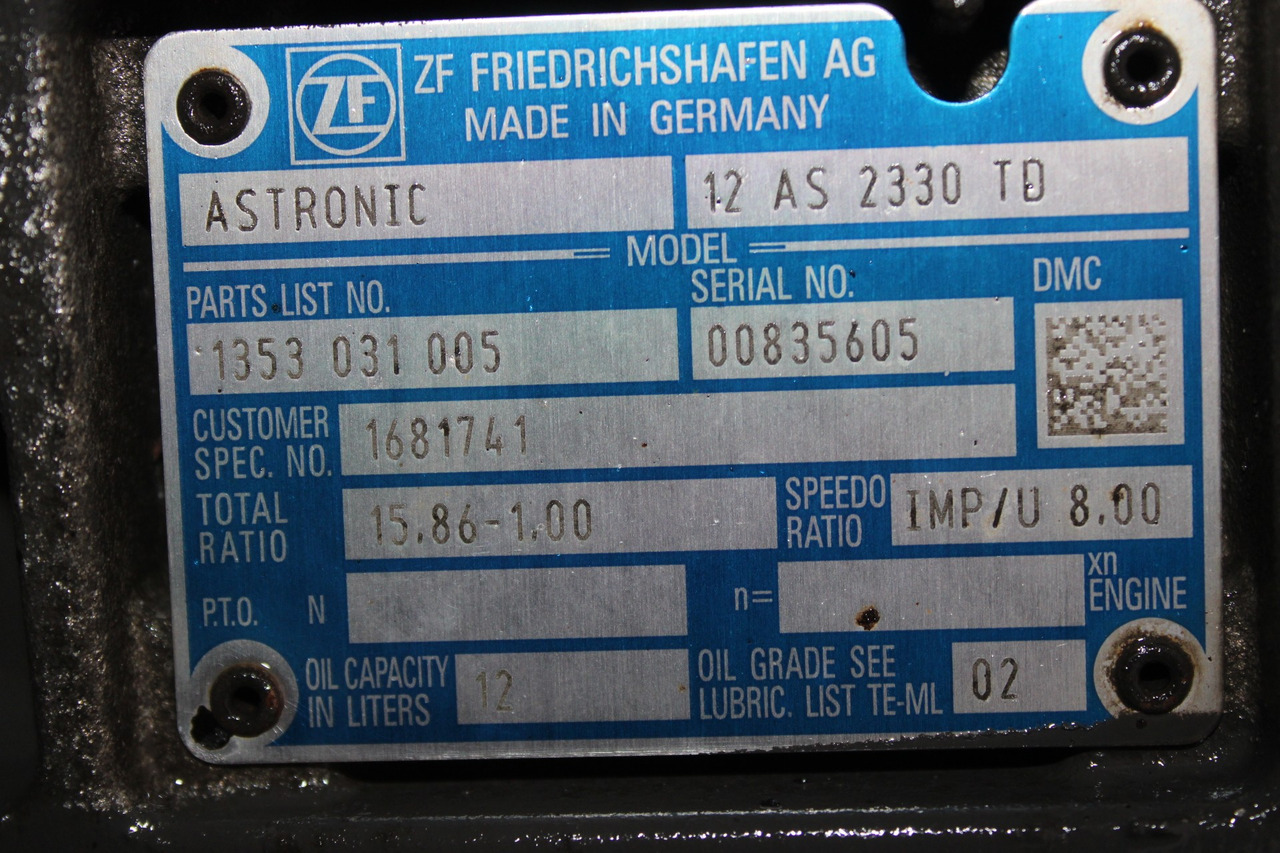 ZF
ZF FRIEDRICHSHAFEN AG
MADE IN GERMANY
ASTRONIC
12 AS 2330 TD
MODEL
PARTS LIST NO.
SERIAL NO.
DMC
1353 031 005
00835605
CUSTOMER
SPEC. NO.
1681741
TOTAL
RATIO
15.86-1.00
SPEEDO
RATIO
IMP/U 8.00
P.T.O. N
n=
xn
ENGINE
OIL CAPACITY
IN LITERS
12
OIL GRADE SEE
LUBRIC. LIST TE-ML
02